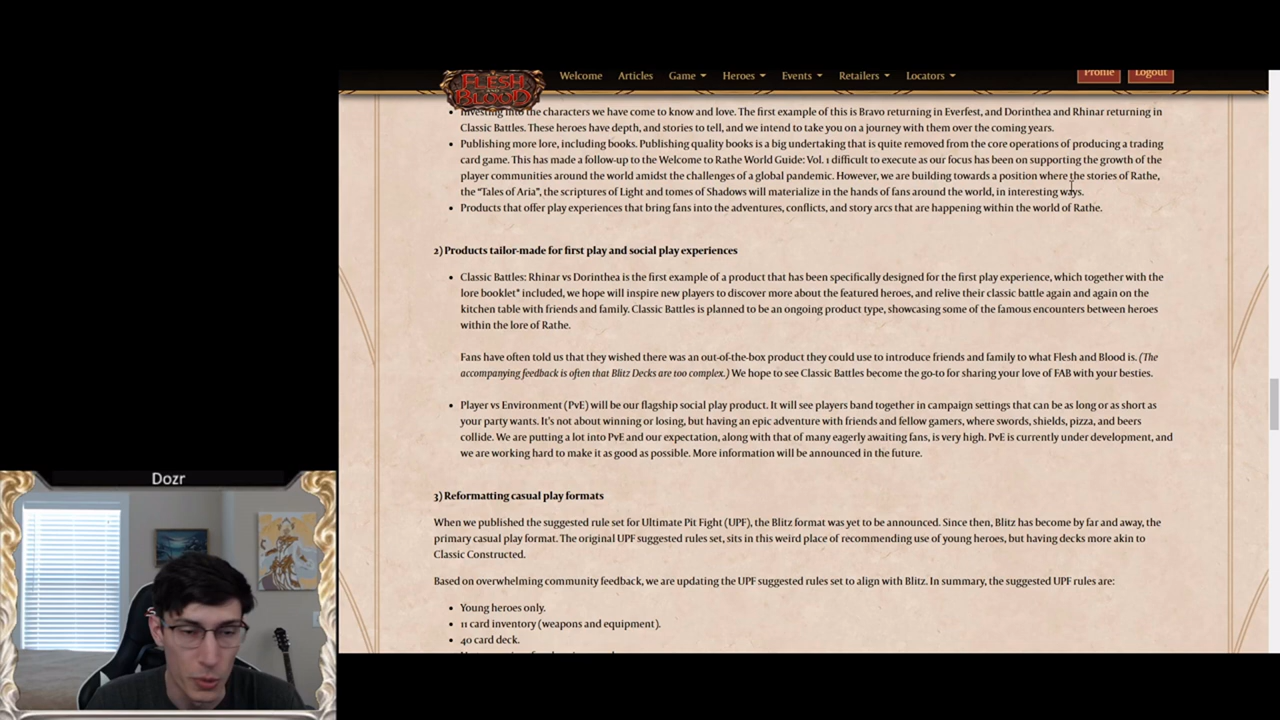 FLESH
AND
BLOOD
Welcome Articles Game Heroes Events Retailers Locators Profile Logout
Investing into the characters we have come to know and love. The first example of this is Bravo returning in Everfest, and Dorinthea and Rhinar returning in
Classic Battles. These heroes have depth, and stories to tell, and we intend to take you on a journey with them over the coming years.
Publishing more lore, including books. Publishing quality books is a big undertaking that is quite removed from the core operations of producing a trading
card game. This has made a follow-up to the Welcome to Rathe World Guide: Vol. 1 difficult to execute as our focus has been on supporting the growth of the
player communities around the world amidst the challenges of a global pandemic. However, we are building towards a position where the stories of Rathe,
the “Tales of Aria”, the scriptures of Light and tomes of Shadows will materialize in the hands of fans around the world, in interesting ways.
Products that offer play experiences that bring fans into the adventures, conflicts, and story arcs that are happening within the world of Rathe.
2) Products tailor-made for first play and social play experiences
Classic Battles: Rhinar vs Dorinthea is the first example of a product that has been specifically designed for the first play experience, which together with the
lore booklet* included, we hope will inspire new players to discover more about the featured heroes, and relive their classic battle again and again on the
kitchen table with friends and family. Classic Battles is planned to be an ongoing product type, showcasing some of the famous encounters between heroes
within the lore of Rathe.
Fans have often told us that they wished there was an out-of-the-box product they could use to introduce friends and family to what Flesh and Blood is. (The
accompanying feedback is often that Blitz Decks are too complex.) We hope to see Classic Battles become the go-to for sharing your love of FAB with your besties.
Player vs Environment (PvE) will be our flagship social play product. It will see players band together in campaign settings that can be as long or as short as
your party wants. It's not about winning or losing, but having an epic adventure with friends and fellow gamers, where swords, shields, pizza, and beers
collide. We are putting a lot into PvE and our expectation, along with that of many eagerly awaiting fans, is very high. PvE is currently under development, and
we are working hard to make it as good as possible. More information will be announced in the future.
3) Reformatting casual play formats
When we published the suggested rule set for Ultimate Pit Fight (UPF), the Blitz format was yet to be announced. Since then, Blitz has become by far and away, the
primary casual play format. The original UPF suggested rules set, sits in this weird place of recommending use of young heroes, but having decks more akin to
Classic Constructed.
Based on overwhelming community feedback, we are updating the UPF suggested rules set to align with Blitz. In summary, the suggested UPF rules are:
Young heroes only.
11 card inventory (weapons and equipment).
40 card deck.
Dozr